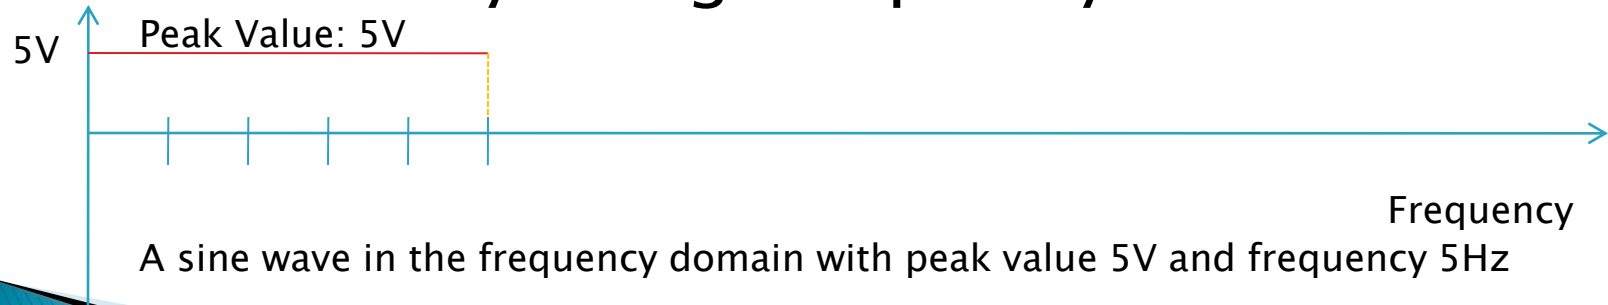 Peak Value: 5V
5V
Frequency
A sine wave in the frequency domain with peak value 5V and frequency 5Hz